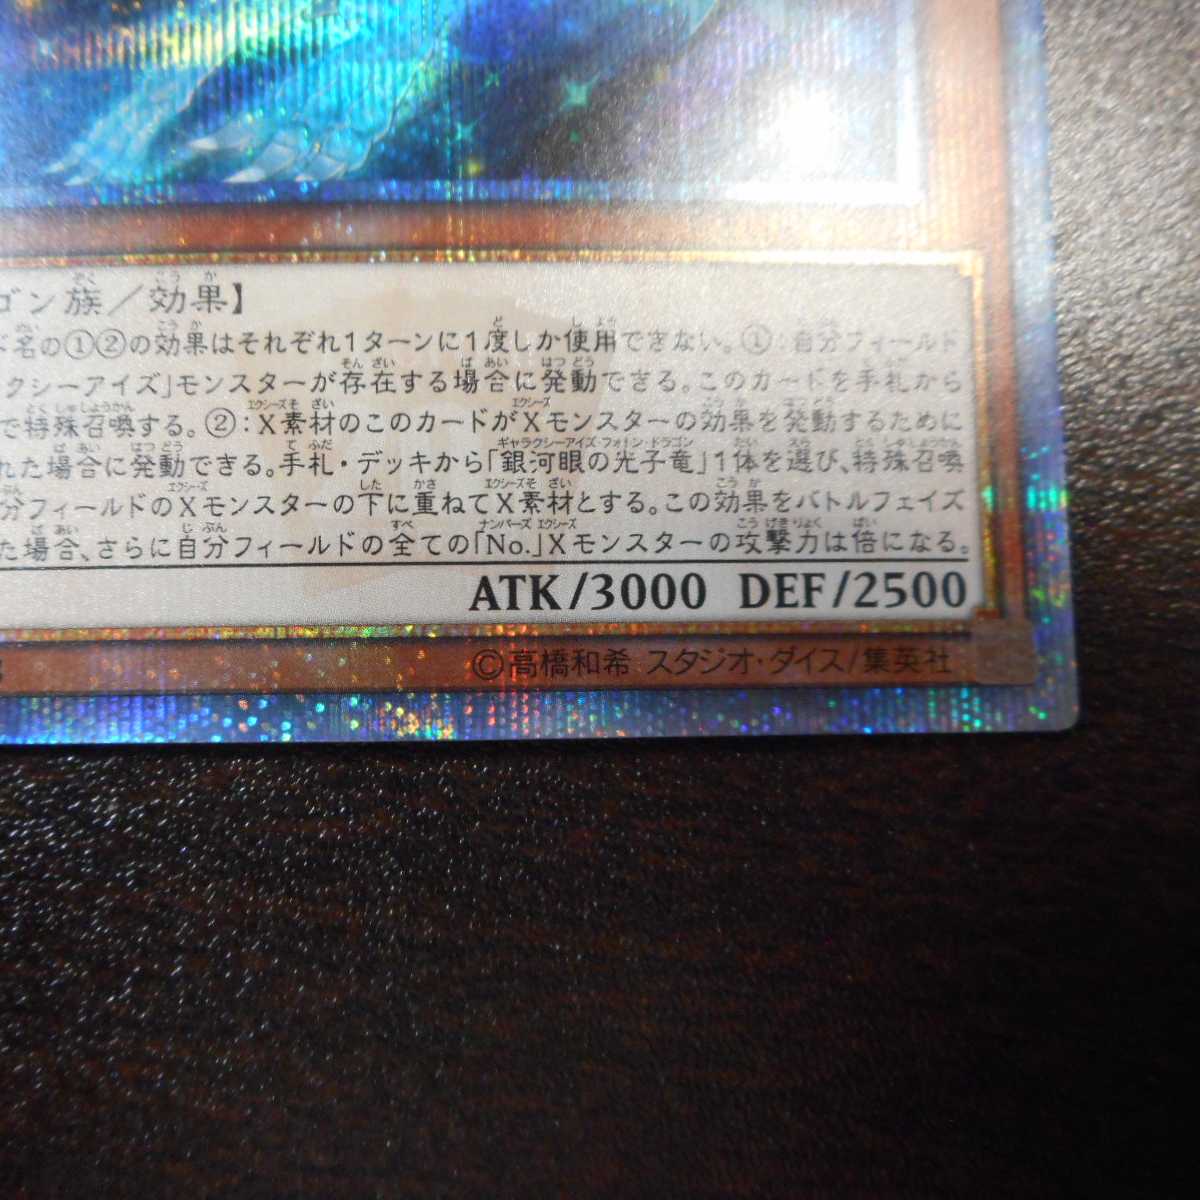 ゴン族／効果】
ド名の①②の効果はそれぞれ1ターンに1度しか使用できない。①：自分フィールド
クシーアイズ」モンスターが存在する場合に発動できる。このカードを手札から
で特殊召喚する。②：X素材のこのカードがXモンスターの効果を発動するために
れた場合に発動できる。手札・デッキから「銀河眼の光子竜」1体を選び、特殊召喚
分フィールドのXモンスターの下に重ねてX素材とする。この効果をバトルフェイズ
た場合、さらに自分フィールドの全ての「No.」Xモンスターの攻撃力は倍になる。
ATK/3000 DEF/2500
©高橋和希 スタジオ・ダイス/集英社